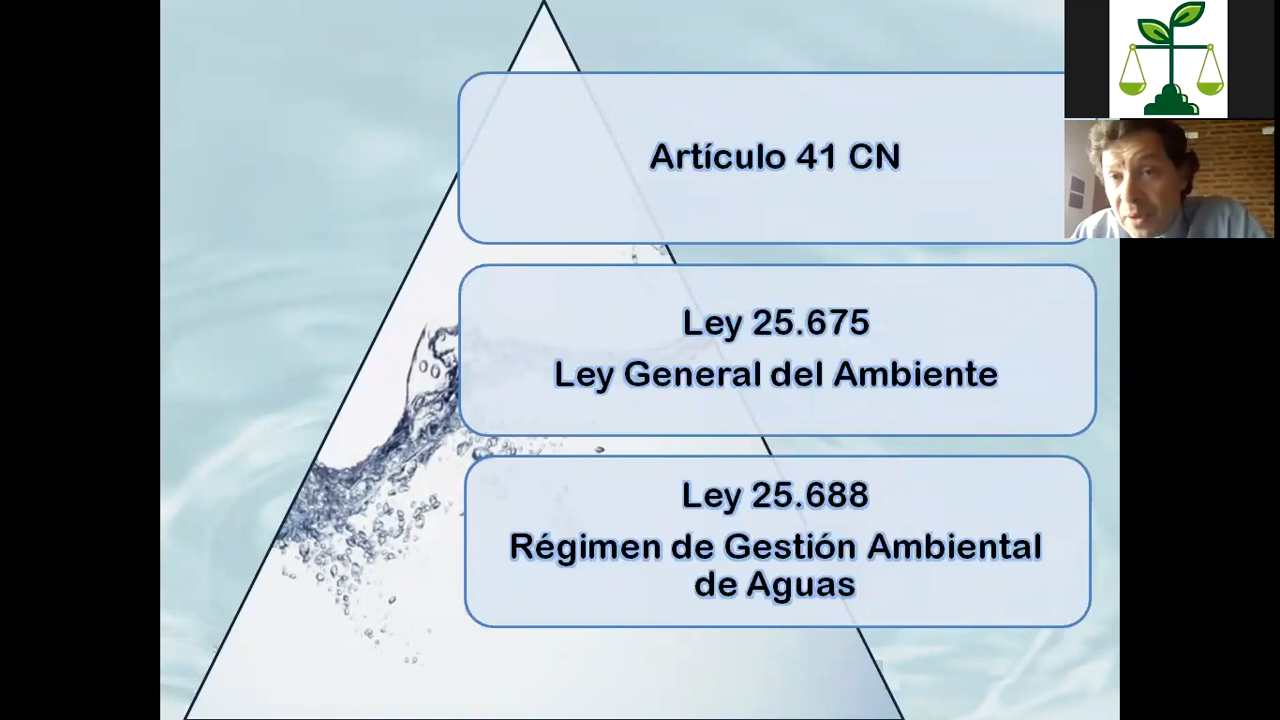 Artículo 41 CN
Ley 25.675
Ley General del Ambiente
Ley 25.688
Régimen de Gestión Ambiental
de Aguas